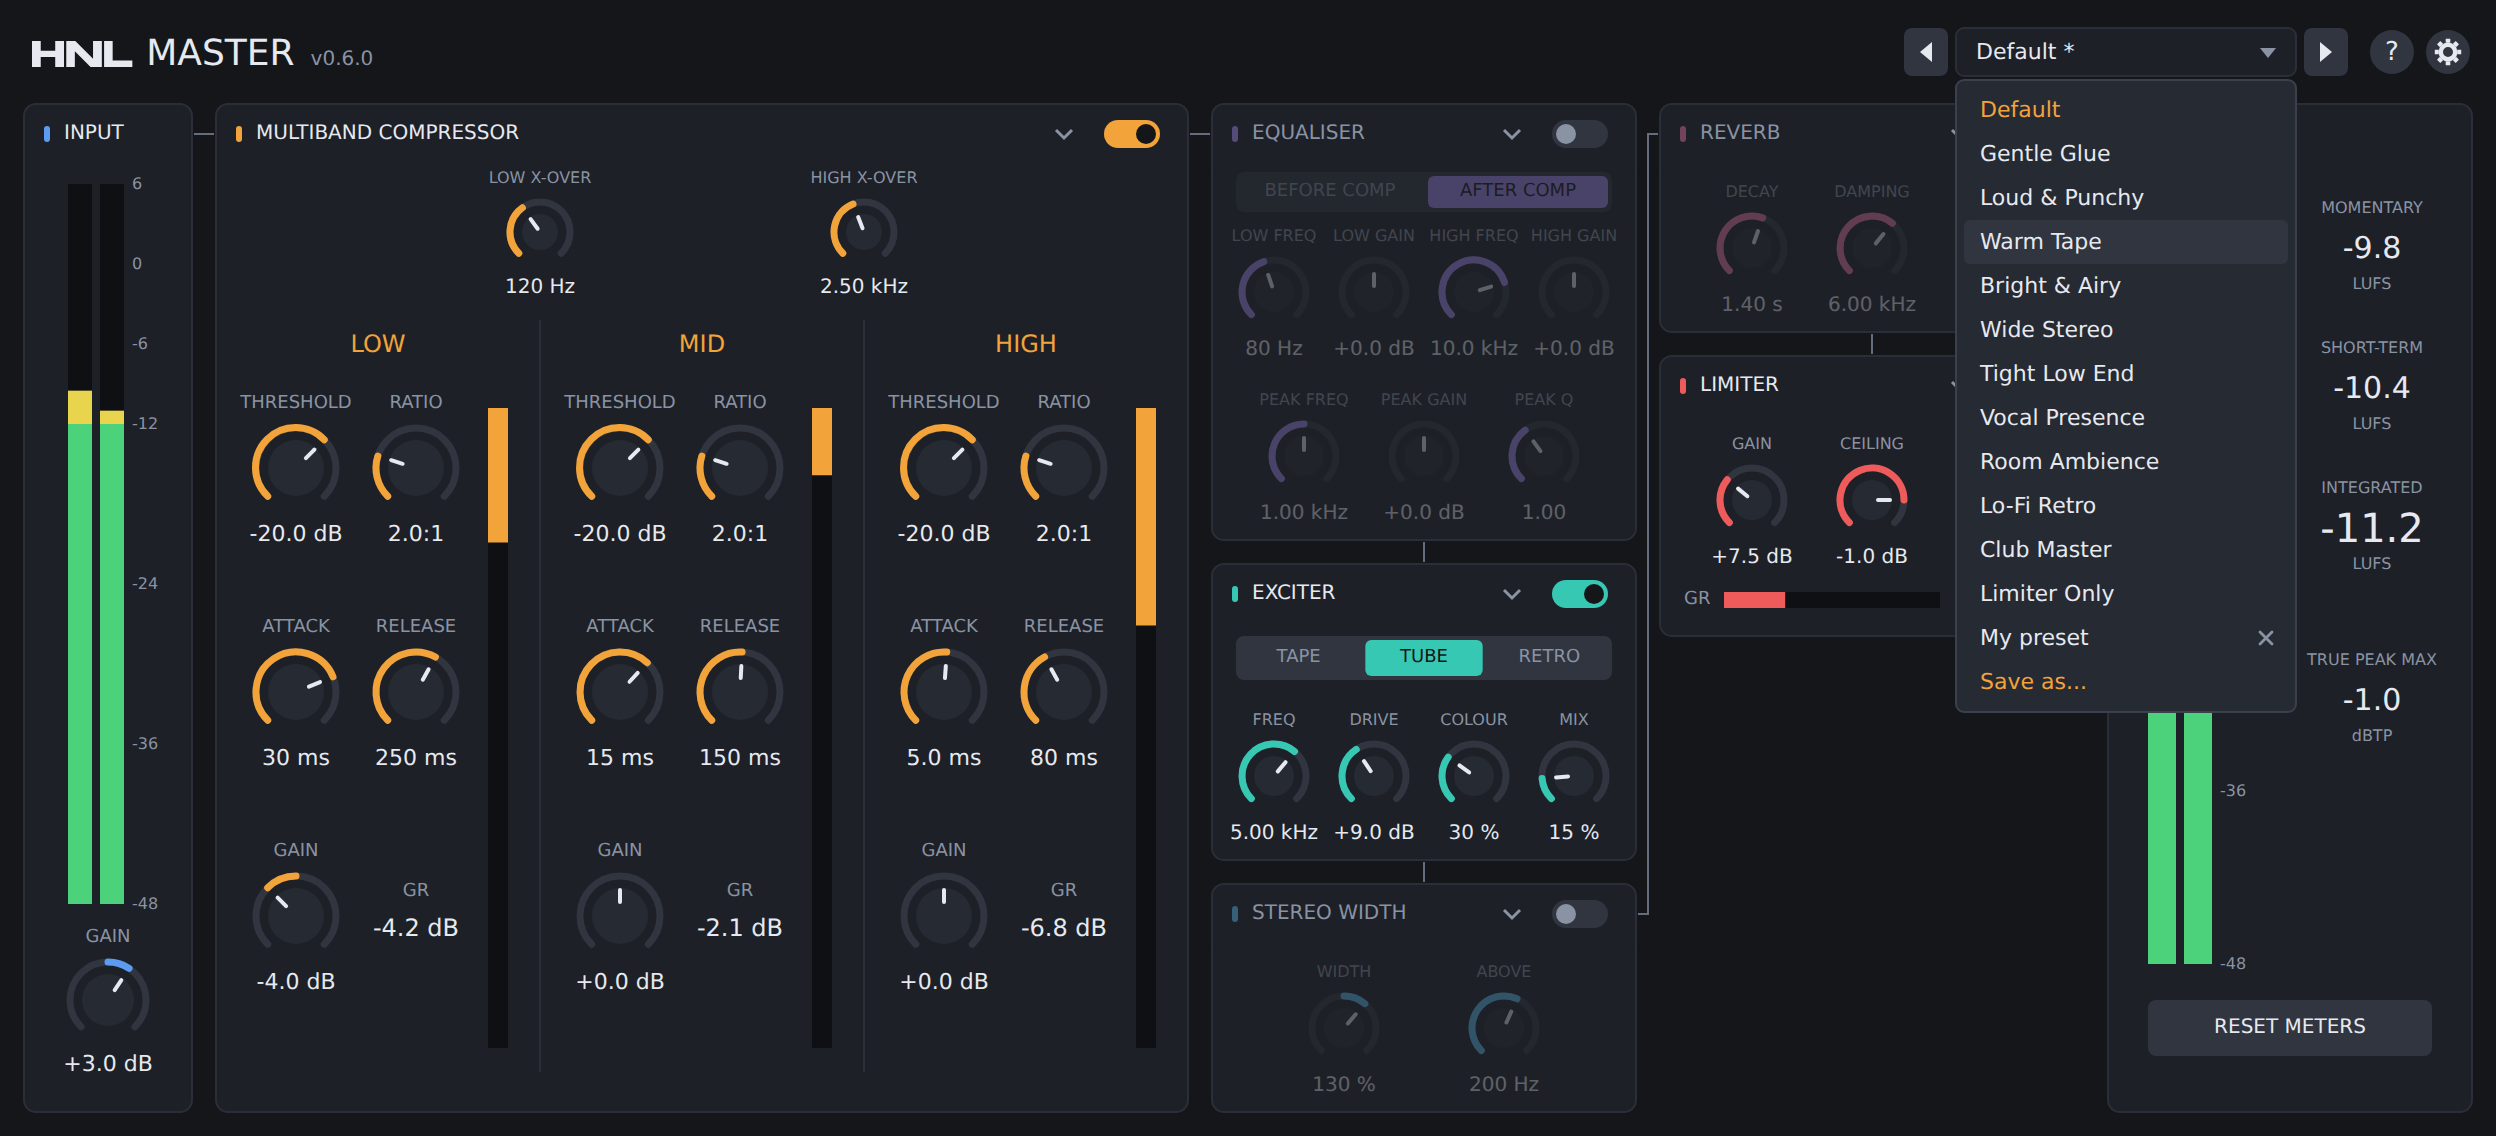 HNL MASTER v0.6.0
Default *
?
Default
Gentle Glue
Loud & Punchy
Warm Tape
Bright & Airy
Wide Stereo
Tight Low End
Vocal Presence
Room Ambience
Lo-Fi Retro
Club Master
Limiter Only
My preset
Save as...
INPUT
6
0
-6
-12
-24
-36
-48
GAIN
+3.0 dB
MULTIBAND COMPRESSOR
LOW X-OVER HIGH X-OVER
120 Hz 2.50 kHz
LOW MID HIGH
THRESHOLD RATIO THRESHOLD RATIO THRESHOLD RATIO
-20.0 dB 2.0:1 -20.0 dB 2.0:1 -20.0 dB 2.0:1
ATTACK RELEASE ATTACK RELEASE ATTACK RELEASE
30 ms 250 ms 15 ms 150 ms 5.0 ms 80 ms
GAIN GAIN GAIN
GR GR GR
-4.2 dB -2.1 dB -6.8 dB
-4.0 dB +0.0 dB +0.0 dB
EQUALISER
BEFORE COMP AFTER COMP
LOW FREQ LOW GAIN HIGH FREQ HIGH GAIN
80 Hz +0.0 dB 10.0 kHz +0.0 dB
PEAK FREQ PEAK GAIN PEAK Q
1.00 kHz +0.0 dB 1.00
EXCITER
TAPE TUBE RETRO
FREQ DRIVE COLOUR MIX
5.00 kHz +9.0 dB 30 % 15 %
STEREO WIDTH
WIDTH ABOVE
130 % 200 Hz
REVERB
DECAY DAMPING
1.40 s 6.00 kHz
LIMITER
GAIN CEILING
+7.5 dB -1.0 dB
GR
MOMENTARY
-9.8
LUFS
SHORT-TERM
-10.4
LUFS
INTEGRATED
-11.2
LUFS
TRUE PEAK MAX
-1.0
dBTP
-36
-48
RESET METERS